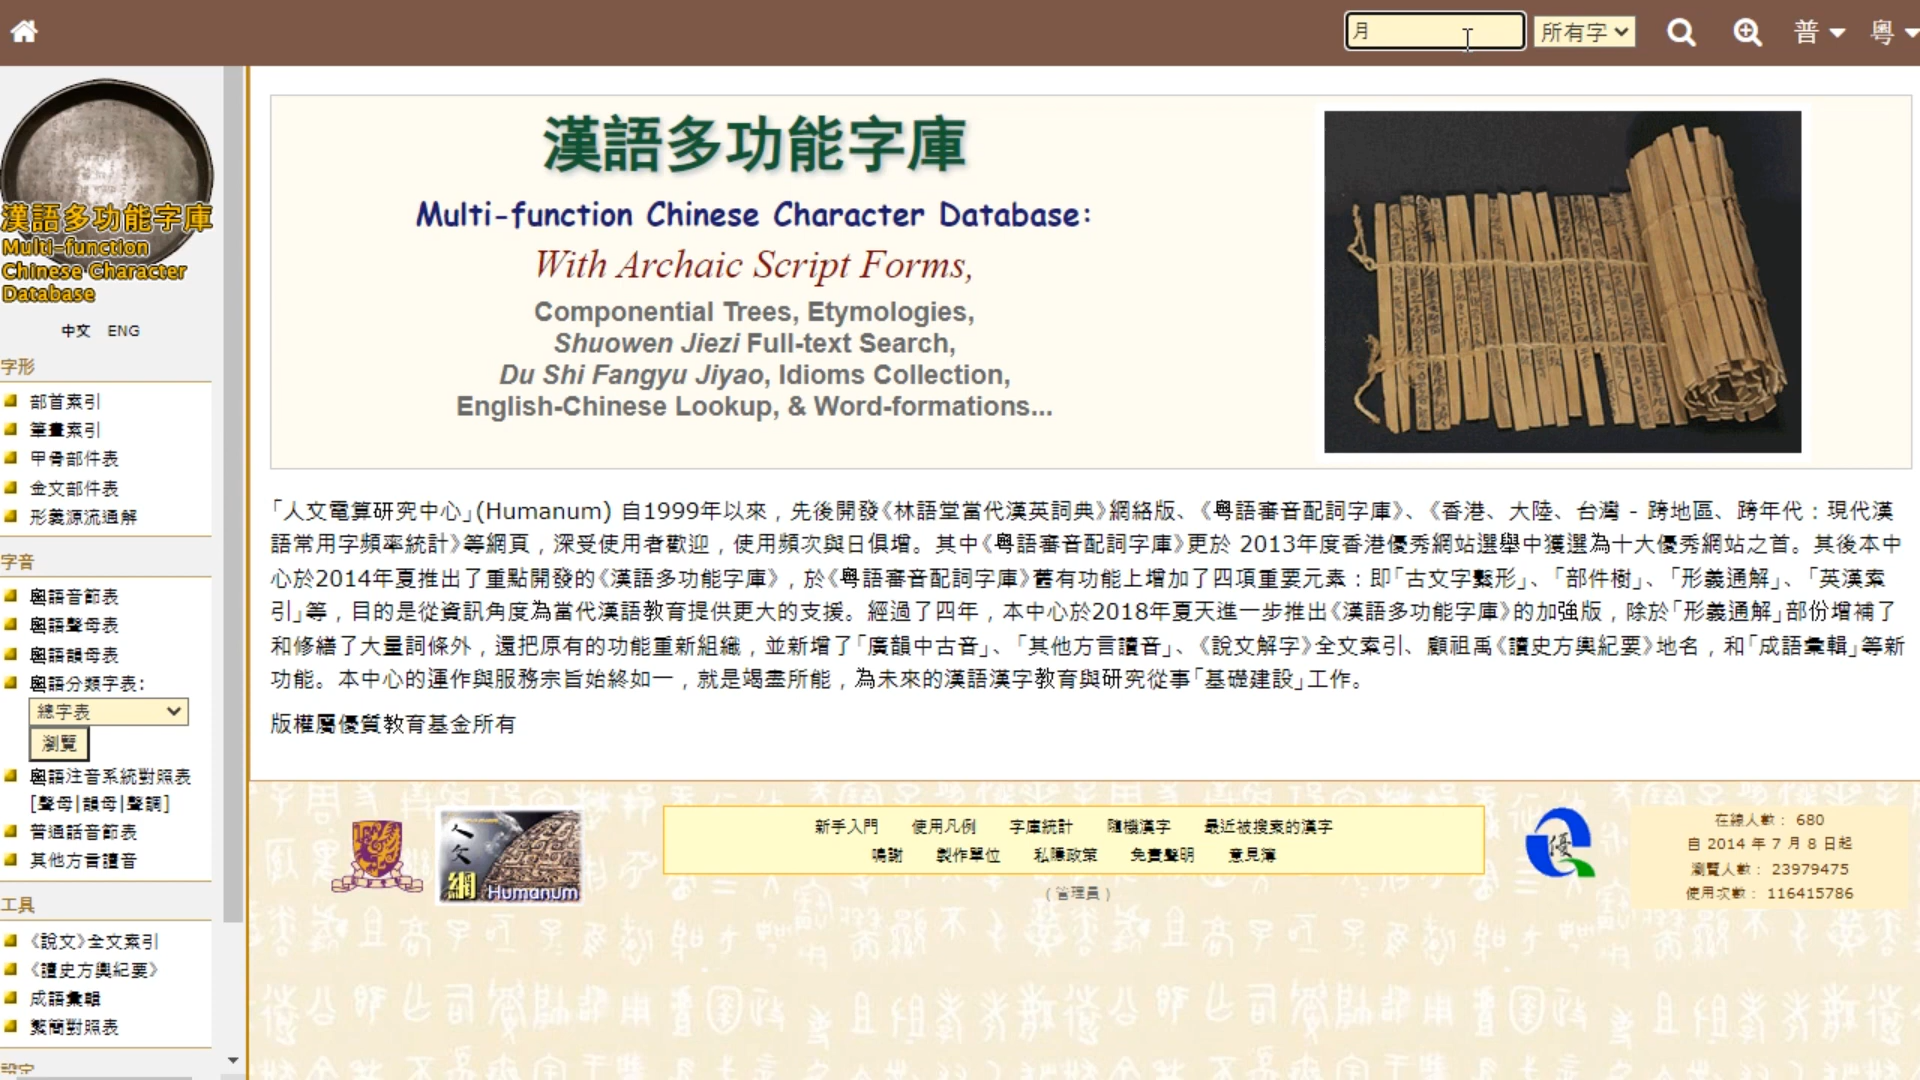 月
所有字
普
粵
漢語多功能字庫
Multi-function
Chinese Character
Database
中文 ENG
字形
部首索引
筆畫索引
甲骨部件表
金文部件表
形義源流通解
字音
粵語音節表
粵語聲母表
粵語韻母表
粵語分類字表:
總字表
瀏覽
粵語注音系統對照表
[聲母|韻母|聲調]
普通話音節表
其他方言讀音
工具
《說文》全文索引
《讀史方輿紀要》
成語彙輯
繁簡對照表
設定
漢語多功能字庫
Multi-function Chinese Character Database:
With Archaic Script Forms,
Componential Trees, Etymologies,
Shuowen Jiezi Full-text Search,
Du Shi Fangyu Jiyao, Idioms Collection,
English-Chinese Lookup, & Word-formations...
「人文電算研究中心」(Humanum) 自1999年以來，先後開發《林語堂當代漢英詞典》網絡版、《粵語審音配詞字庫》、《香港、大陸、台灣 - 跨地區、跨年代：現代漢
語常用字頻率統計》等網頁，深受使用者歡迎，使用頻次與日俱增。其中《粵語審音配詞字庫》更於 2013年度香港優秀網站選舉中獲選為十大優秀網站之首。其後本中
心於2014年夏推出了重點開發的《漢語多功能字庫》，於《粵語審音配詞字庫》舊有功能上增加了四項重要元素：即「古文字繫形」、「部件樹」、「形義通解」、「英漢索
引」等，目的是從資訊角度為當代漢語教育提供更大的支援。經過了四年，本中心於2018年夏天進一步推出《漢語多功能字庫》的加強版，除於「形義通解」部份增補了
和修繕了大量詞條外，還把原有的功能重新組織，並新增了「廣韻中古音」、「其他方言讀音」、《說文解字》全文索引、顧祖禹《讀史方輿紀要》地名，和「成語彙輯」等新
功能。本中心的運作與服務宗旨始終如一，就是竭盡所能，為未來的漢語漢字教育與研究從事「基礎建設」工作。
版權屬優質教育基金所有
人文網 Humanum
新手入門 使用凡例 字庫統計 隨機漢字 最近被搜索的漢字
鳴謝 製作單位 私隱政策 免責聲明 意見簿
( 管理員 )
優
在線人數： 680
自 2014 年 7 月 8 日起
瀏覽人數： 23979475
使用次數： 116415786